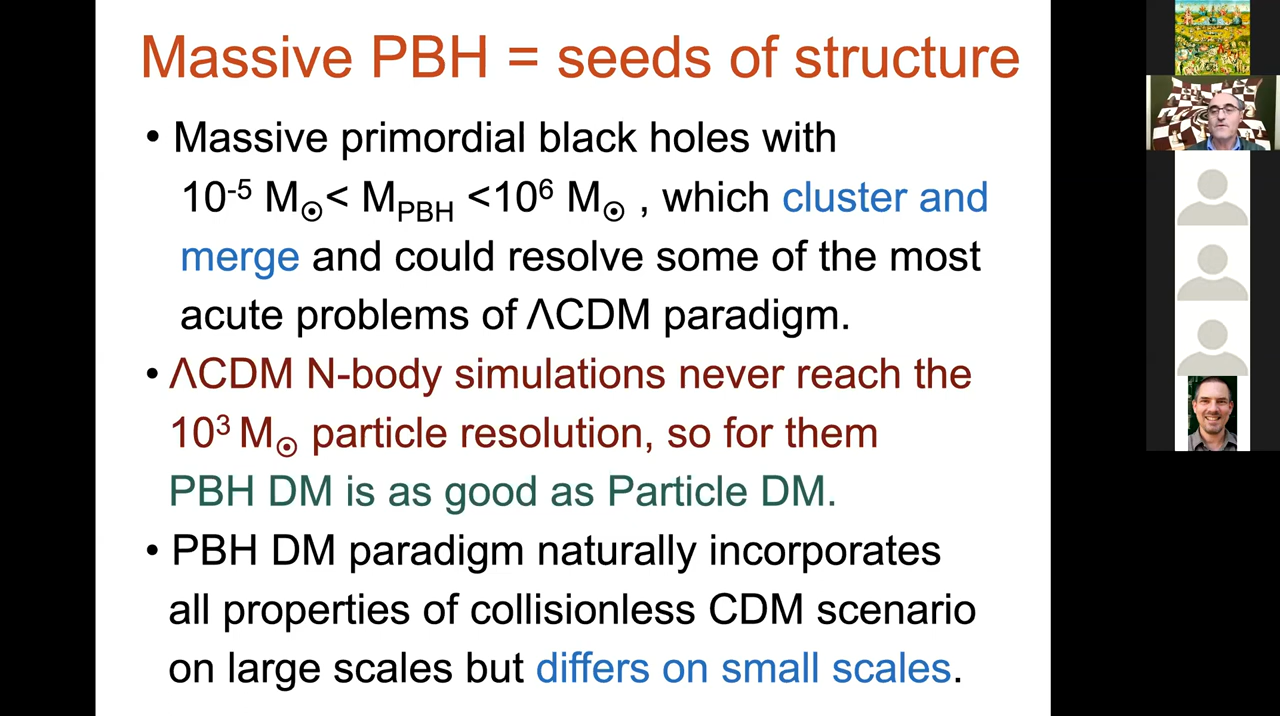 Massive PBH = seeds of structure
• Massive primordial black holes with
10⁻⁵ M☉< M_PBH <10⁶ M☉ , which cluster and
merge and could resolve some of the most
acute problems of ΛCDM paradigm.
• ΛCDM N-body simulations never reach the
10³ M☉ particle resolution, so for them
PBH DM is as good as Particle DM.
• PBH DM paradigm naturally incorporates
all properties of collisionless CDM scenario
on large scales but differs on small scales.